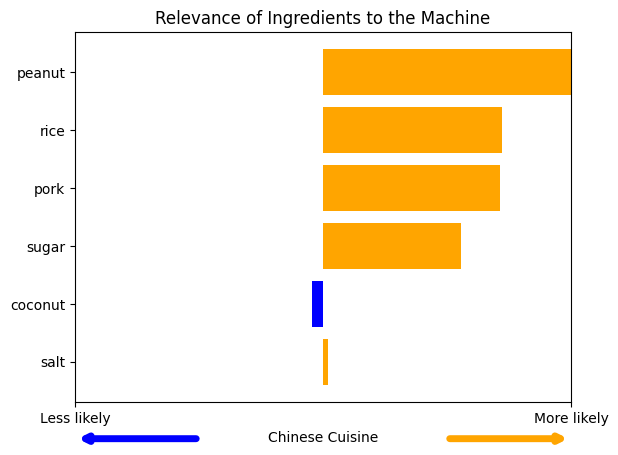 Relevance of Ingredients to the Machine
peanut
rice
pork
sugar
coconut
salt
Less likely
More likely
Chinese Cuisine